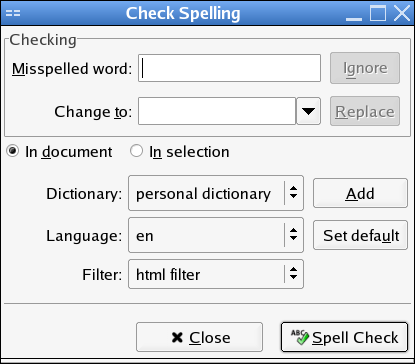 Check Spelling
Checking
Misspelled word:
Ignore
Change to:
Replace
In document In selection
Dictionary: personal dictionary Add
Language: en Set default
Filter: html filter
Close ABC Spell Check